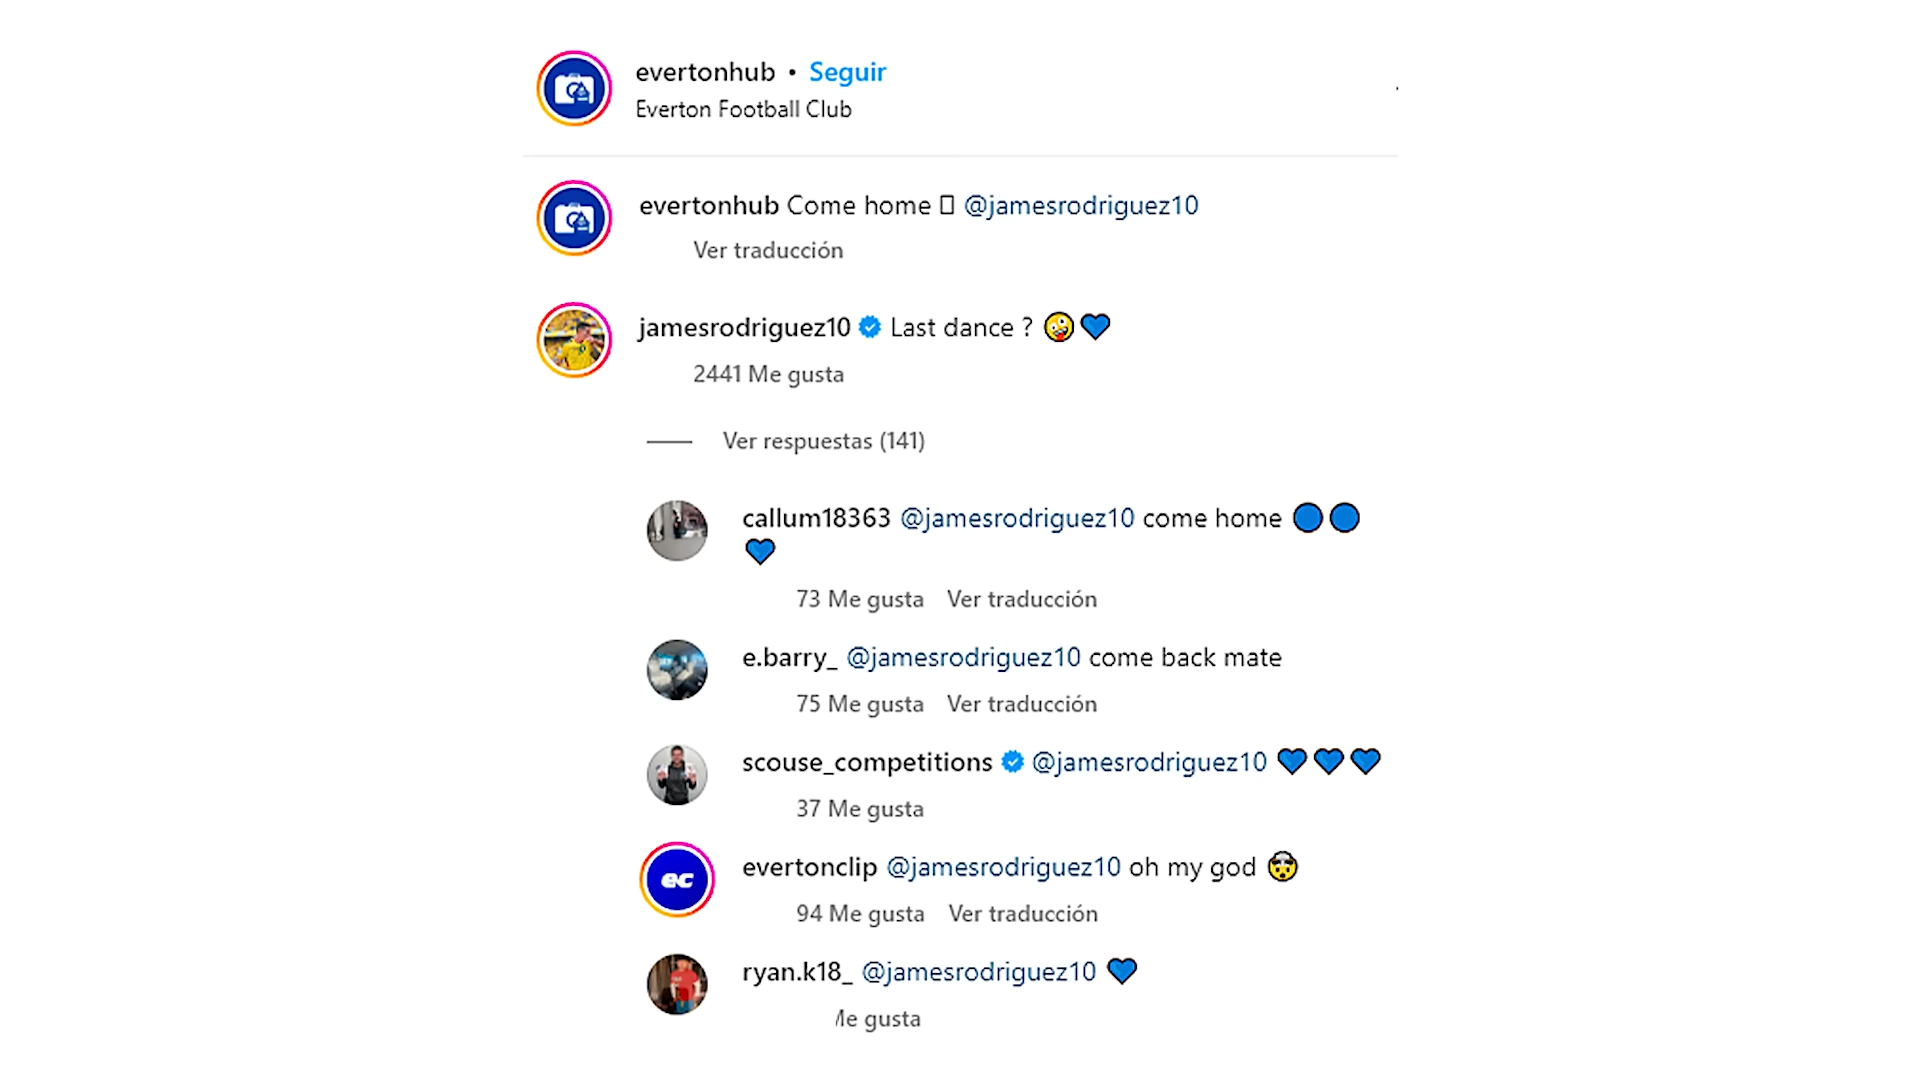 evertonhub • Seguir
Everton Football Club
evertonhub Come home @jamesrodriguez10
Ver traducción
jamesrodriguez10 Last dance ? 🤪💙
2441 Me gusta
Ver respuestas (141)
callum18363 @jamesrodriguez10 come home 🔵🔵
💙
73 Me gusta Ver traducción
e.barry_ @jamesrodriguez10 come back mate
75 Me gusta Ver traducción
scouse_competitions @jamesrodriguez10 💙💙💙
37 Me gusta
ec
evertonclip @jamesrodriguez10 oh my god 🤯
94 Me gusta Ver traducción
ryan.k18_ @jamesrodriguez10 💙
Me gusta